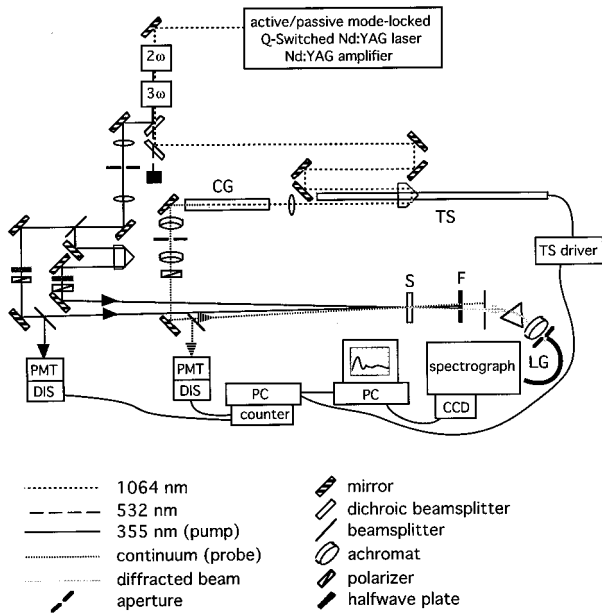 active/passive mode-locked
Q-Switched Nd:YAG laser
Nd:YAG amplifier
2ω
3ω
CG
TS
TS driver
S
F
LG
PMT
DIS
PMT
DIS
PC
counter
PC
spectrograph
CCD
1064 nm
532 nm
355 nm (pump)
continuum (probe)
diffracted beam
aperture
mirror
dichroic beamsplitter
beamsplitter
achromat
polarizer
halfwave plate